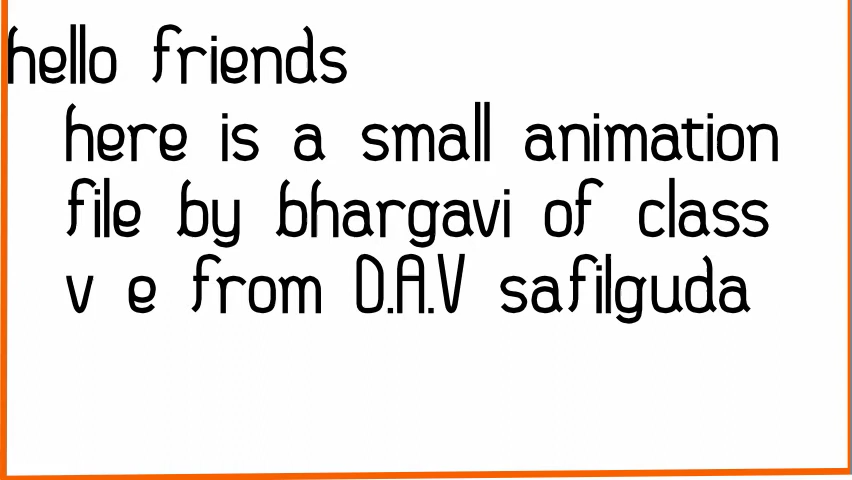 hello friends
here is a small animation
file by bhargavi of class
v e from D.A.V safilguda